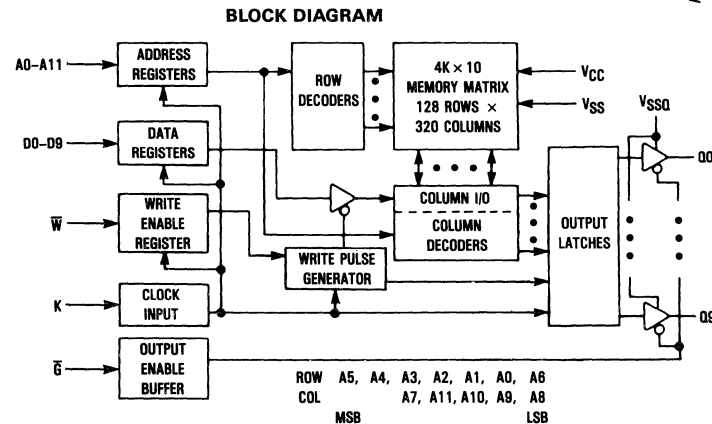 BLOCK DIAGRAM
A0–A11
ADDRESS
REGISTERS
ROW
DECODERS
4K × 10
MEMORY MATRIX
128 ROWS ×
320 COLUMNS
VCC
VSS
VSSQ
D0–D9
DATA
REGISTERS
Q0
W̅
WRITE
ENABLE
REGISTER
COLUMN I/O
COLUMN
DECODERS
OUTPUT
LATCHES
WRITE PULSE
GENERATOR
K
CLOCK
INPUT
Q9
G̅
OUTPUT
ENABLE
BUFFER
ROW A5, A4, A3, A2, A1, A0, A6
COL A7, A11, A10, A9, A8
MSB LSB